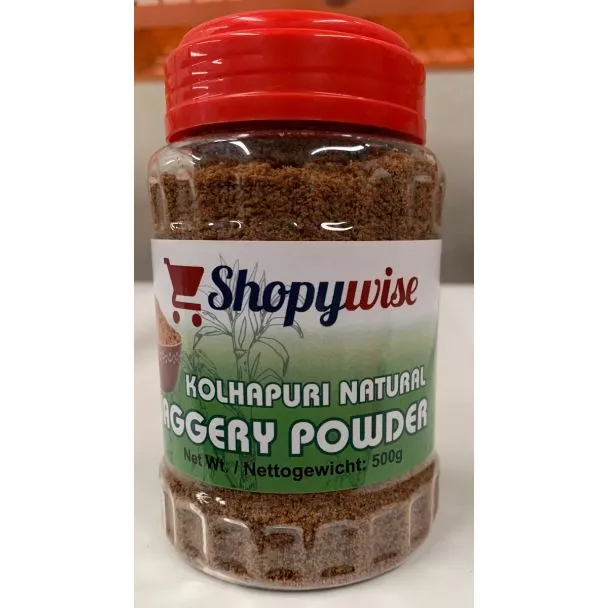 Shopywise
KOLHAPURI NATURAL
AGGERY POWDER
Net Wt. / Nettogewicht: 500g